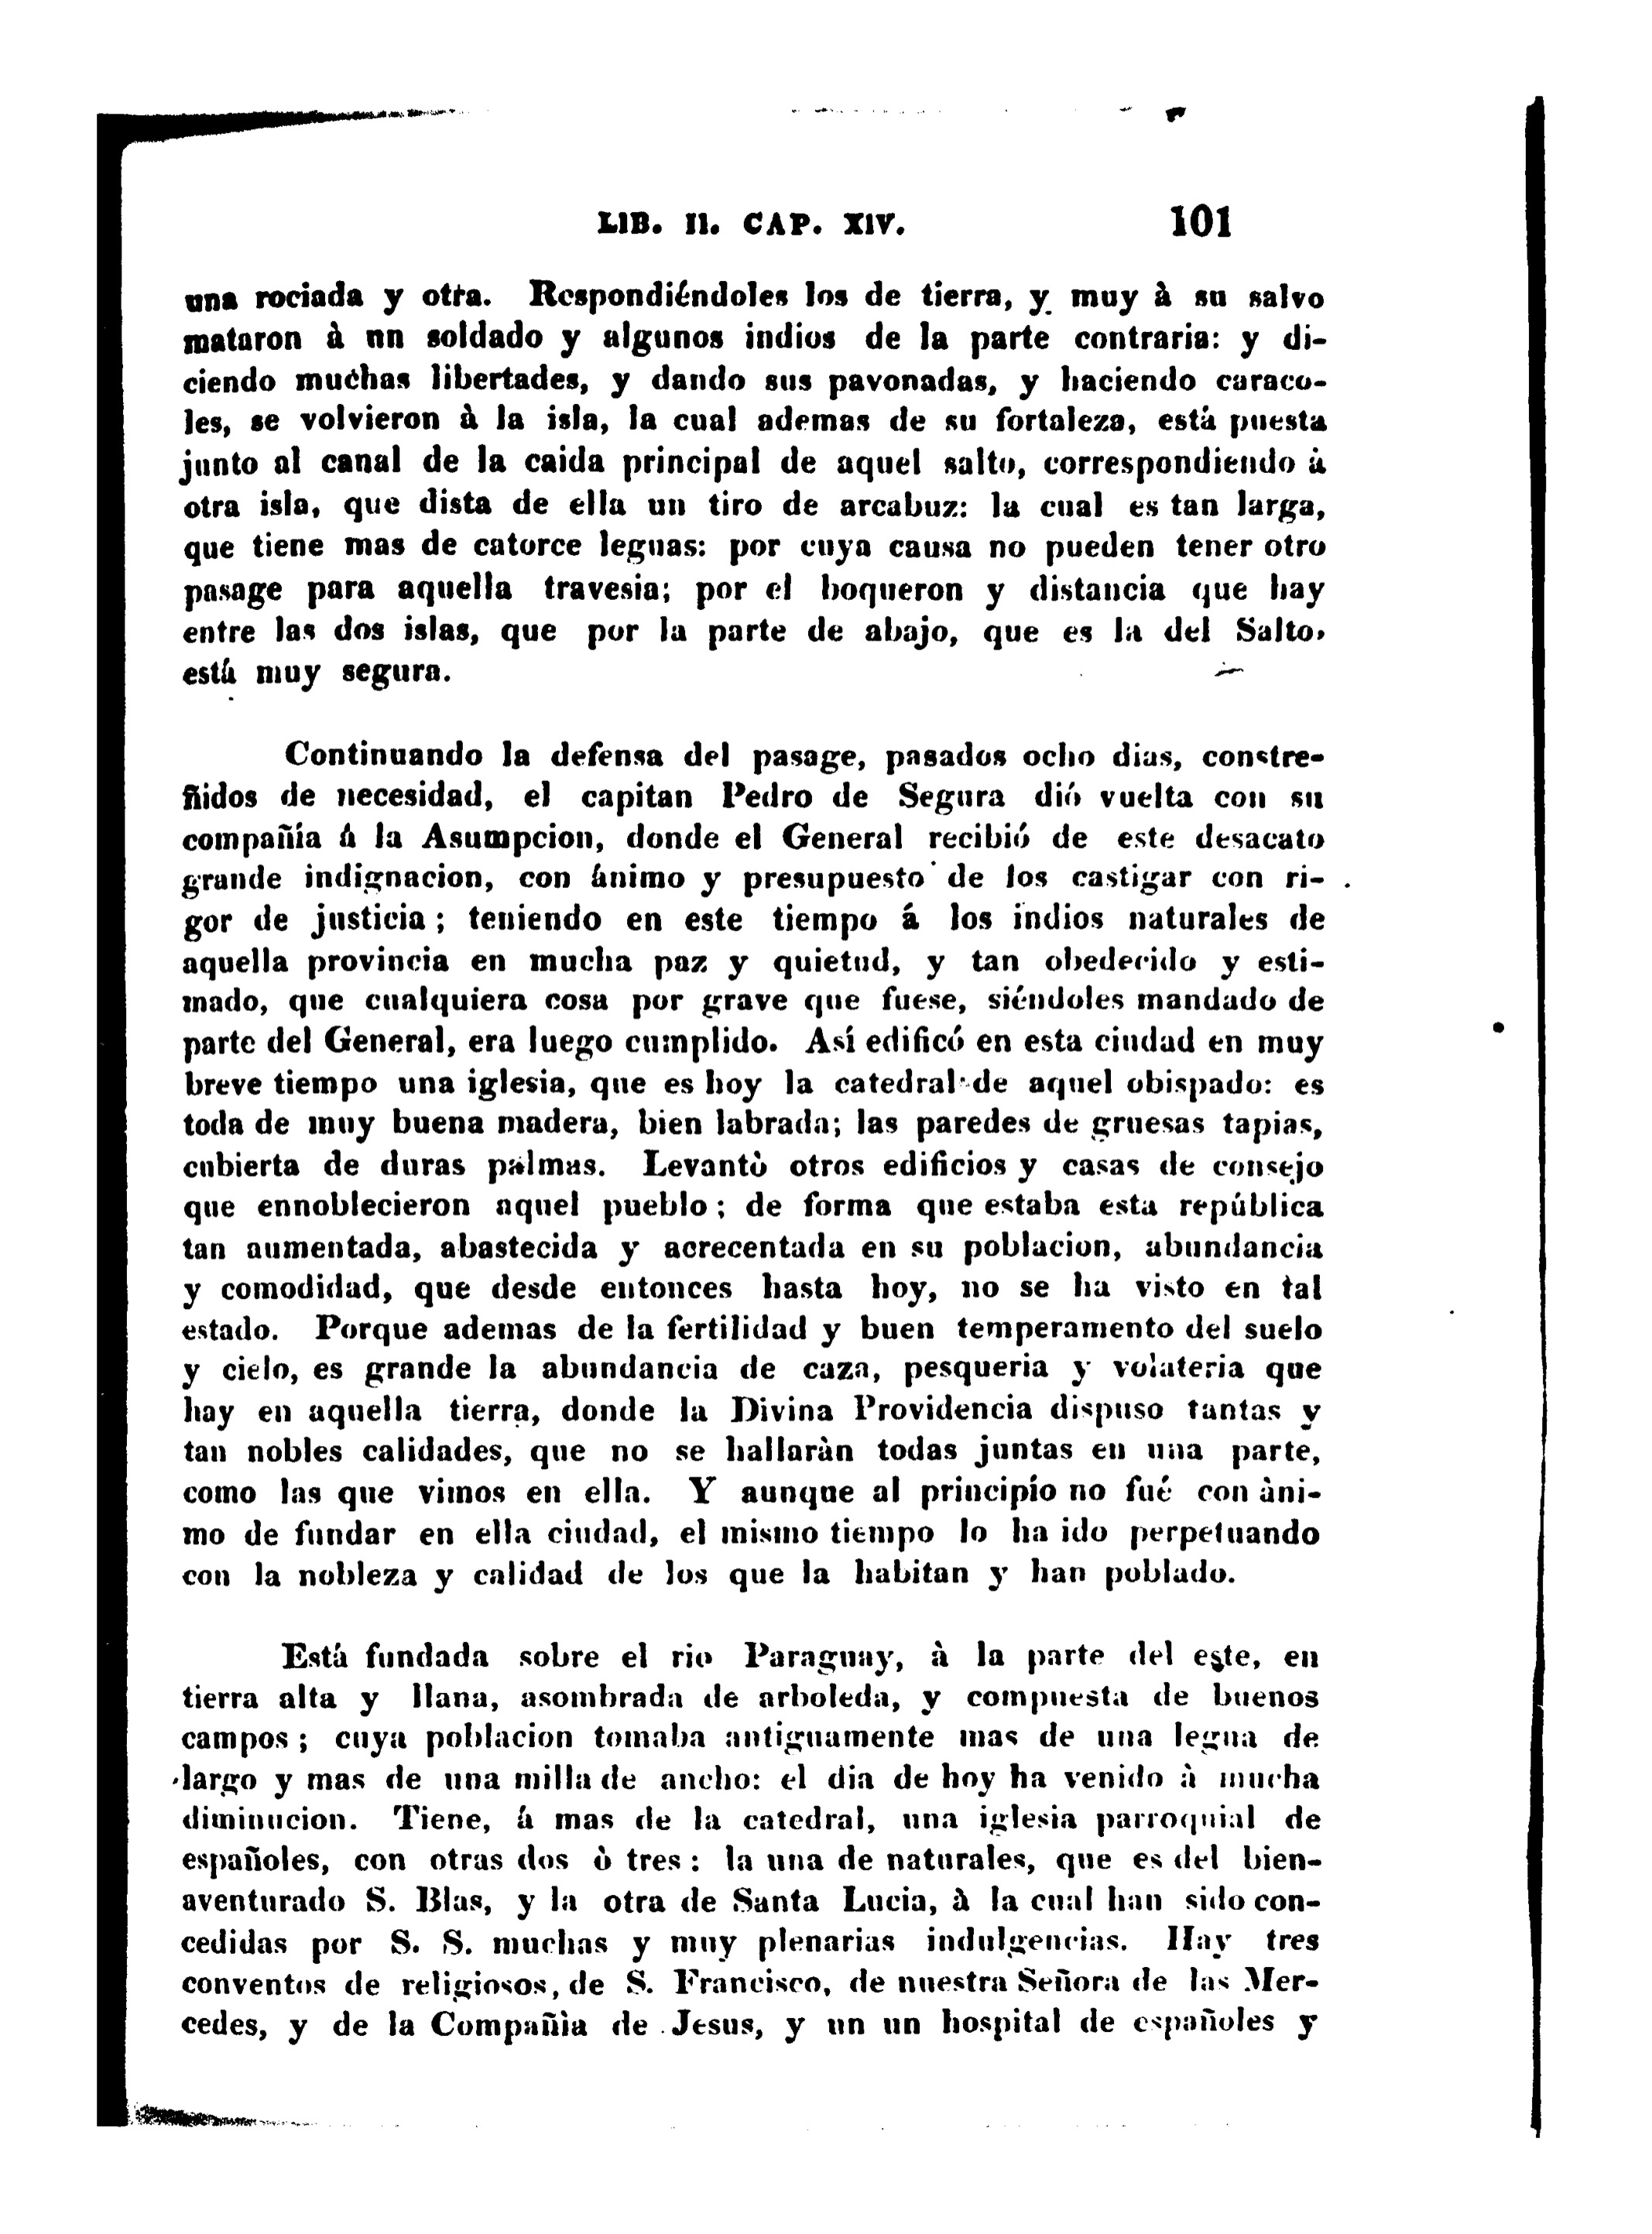 LIB. II. CAP. XIV. 101
una rociada y otra. Respondiéndoles los de tierra, y muy à su salvo
mataron à un soldado y algunos indios de la parte contraria: y di-
ciendo muchas libertades, y dando sus pavonadas, y haciendo caraco-
les, se volvieron à la isla, la cual ademas de su fortaleza, está puesta
junto al canal de la caida principal de aquel salto, correspondiendo à
otra isla, que dista de ella un tiro de arcabuz: la cual es tan larga,
que tiene mas de catorce leguas: por cuya causa no pueden tener otro
pasage para aquella travesia; por el boqueron y distancia que hay
entre las dos islas, que por la parte de abajo, que es la del Salto,
está muy segura.
Continuando la defensa del pasage, pasados ocho dias, constre-
ñidos de necesidad, el capitan Pedro de Segura dió vuelta con su
compañía á la Asumpcion, donde el General recibió de este desacato
grande indignacion, con ánimo y presupuesto de los castigar con ri-
gor de justicia; teniendo en este tiempo á los indios naturales de
aquella provincia en mucha paz y quietud, y tan obedecido y esti-
mado, que cualquiera cosa por grave que fuese, siéndoles mandado de
parte del General, era luego cumplido. Así edificó en esta ciudad en muy
breve tiempo una iglesia, que es hoy la catedral de aquel obispado: es
toda de muy buena madera, bien labrada; las paredes de gruesas tapias,
cubierta de duras palmas. Levantò otros edificios y casas de consejo
que ennoblecieron aquel pueblo; de forma que estaba esta república
tan aumentada, abastecida y acrecentada en su poblacion, abundancia
y comodidad, que desde entonces hasta hoy, no se ha visto en tal
estado. Porque ademas de la fertilidad y buen temperamento del suelo
y cielo, es grande la abundancia de caza, pesqueria y volateria que
hay en aquella tierra, donde la Divina Providencia dispuso tantas y
tan nobles calidades, que no se hallaràn todas juntas en una parte,
como las que vimos en ella. Y aunque al principío no fué con àni-
mo de fundar en ella ciudad, el mismo tiempo lo ha ido perpetuando
con la nobleza y calidad de los que la habitan y han poblado.
Está fundada sobre el rio Paraguay, à la parte del este, en
tierra alta y llana, asombrada de arboleda, y compuesta de buenos
campos; cuya poblacion tomaba antiguamente mas de una legua de
largo y mas de una milla de ancho: el dia de hoy ha venido à mucha
diminucion. Tiene, á mas de la catedral, una iglesia parroquial de
españoles, con otras dos ò tres: la una de naturales, que es del bien-
aventurado S. Blas, y la otra de Santa Lucia, à la cual han sido con-
cedidas por S. S. muchas y muy plenarias indulgencias. Hay tres
conventos de religiosos, de S. Francisco, de nuestra Señora de las Mer-
cedes, y de la Compañìa de Jesus, y un un hospital de españoles y